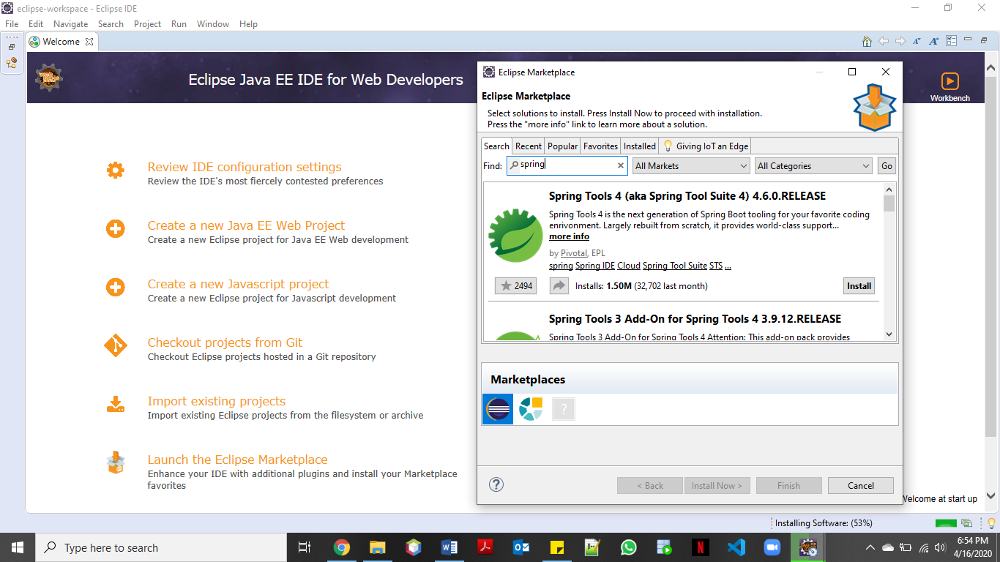 eclipse-workspace - Eclipse IDE
File Edit Navigate Search Project Run Window Help
Welcome
Eclipse Java EE IDE for Web Developers
Workbench
Review IDE configuration settings
Review the IDE's most fiercely contested preferences
Create a new Java EE Web Project
Create a new Eclipse project for Java EE Web development
Create a new Javascript project
Create a new Eclipse project for Javascript development
Checkout projects from Git
Checkout Eclipse projects hosted in a Git repository
Import existing projects
Import existing Eclipse projects from the filesystem or archive
Launch the Eclipse Marketplace
Enhance your IDE with additional plugins and install your Marketplace
favorites
Eclipse Marketplace
Eclipse Marketplace
Select solutions to install. Press Install Now to proceed with installation.
Press the "more info" link to learn more about a solution.
Search Recent Popular Favorites Installed Giving IoT an Edge
Find: spring All Markets All Categories Go
Spring Tools 4 (aka Spring Tool Suite 4) 4.6.0.RELEASE
Spring Tools 4 is the next generation of Spring Boot tooling for your favorite coding
enrivonment. Largely rebuilt from scratch, it provides world-class support...
more info
by Pivotal, EPL
spring Spring IDE Cloud Spring Tool Suite STS ...
2494 Installs: 1.50M (32,702 last month) Install
Spring Tools 3 Add-On for Spring Tools 4 3.9.12.RELEASE
Spring Tools 3 Add-On for Spring Tools 4 Attention: This add-on pack provides
Marketplaces
?
? < Back Install Now > Finish Cancel
Welcome at start up
Installing Software: (53%)
Type here to search
6:54 PM
4/16/2020